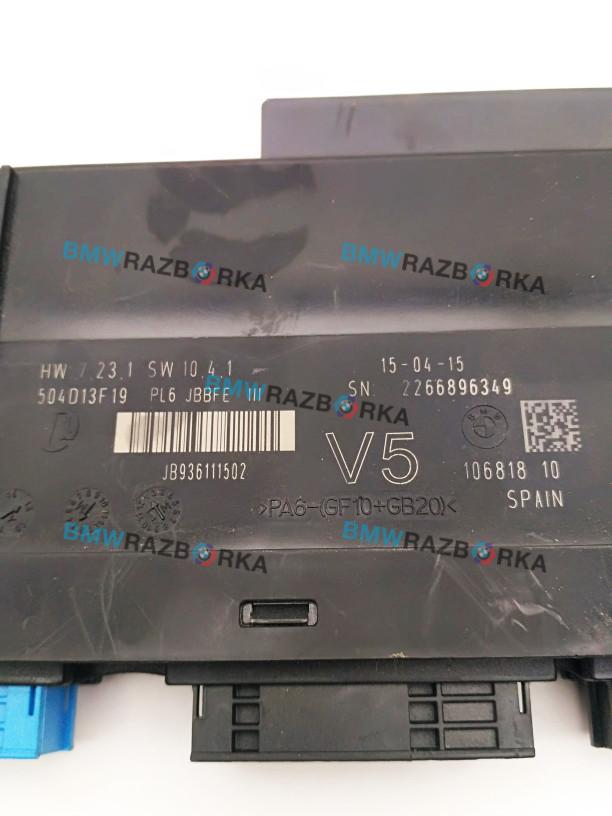 BMWRAZBORKA BMWRAZBORKA
HW 7.23.1 SW 10.4.1 15-04-15
504D13F19 PL6 JBBFE III SN 2266896349
BMW
V5
JB936111502 106818 10
>PA6-(GF10+GB20)< SPAIN
BMWRAZBORKA BMWRAZBORKA